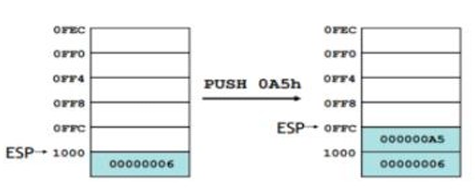 0FEC
0FF0
0FF4
0FF8
0FFC
ESP→ 1000
00000006
PUSH 0A5h
0FEC
0FF0
0FF4
0FF8
ESP→ 0FFC
000000A5
1000
00000006